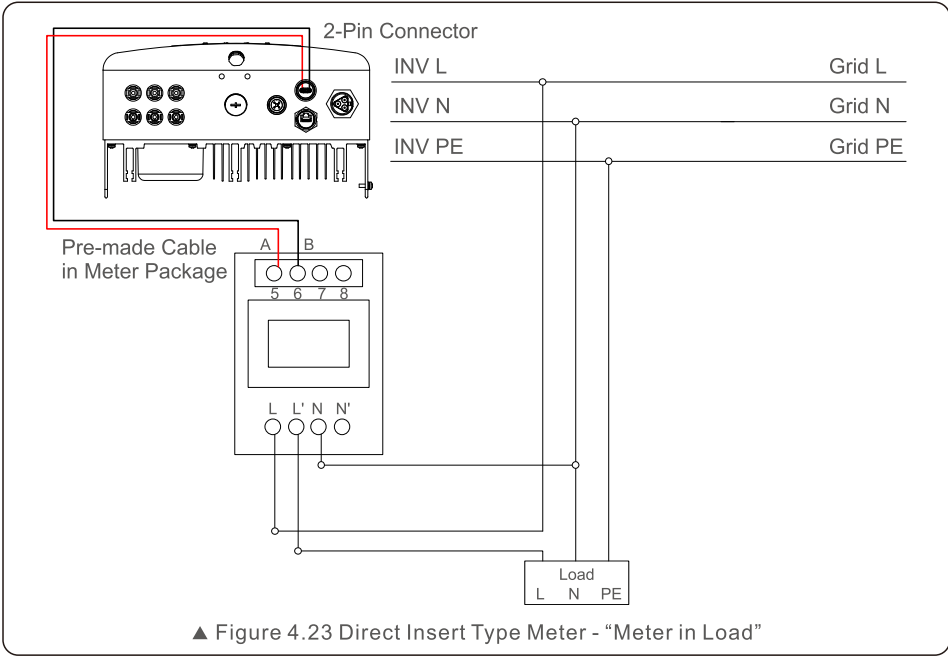 2-Pin Connector
INV L
Grid L
INV N
Grid N
INV PE
Grid PE
Pre-made Cable
in Meter Package
A B
5 6 7 8
L L' N N'
Load
L N PE
▲ Figure 4.23 Direct Insert Type Meter - “Meter in Load”